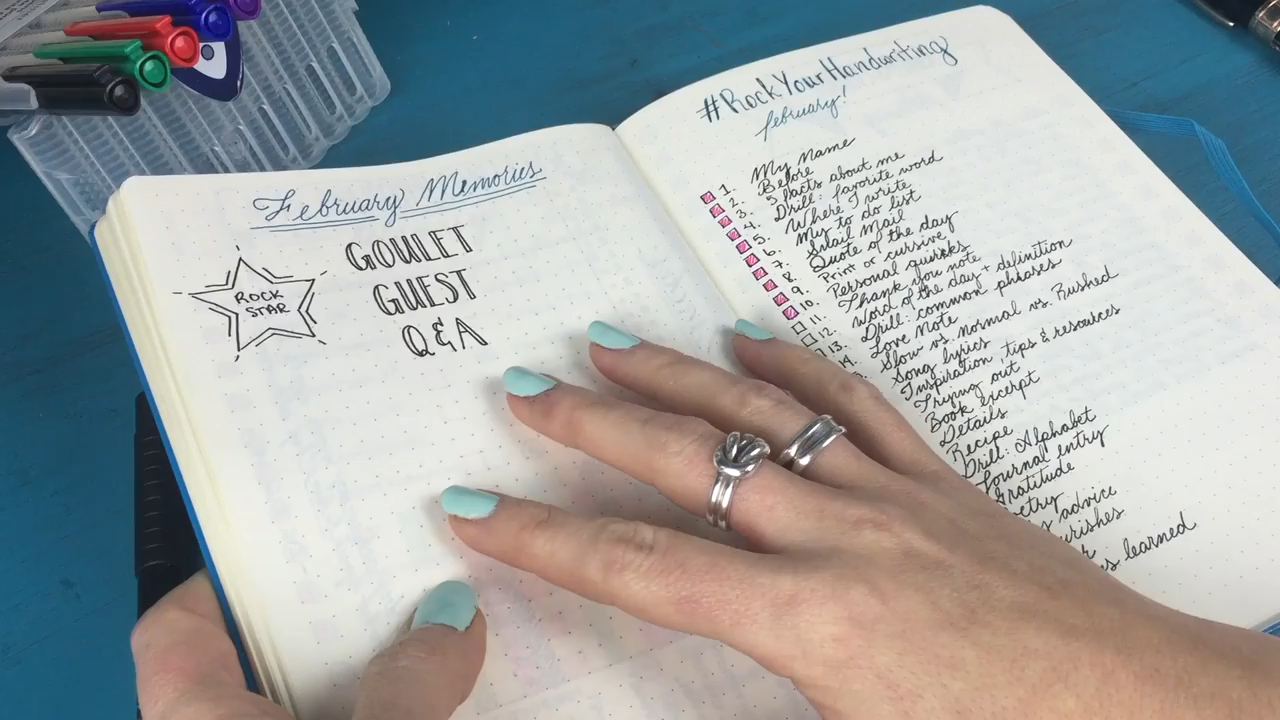 February Memories
ROCK
STAR
GOULET
GUEST
Q&A
#RockYourHandwriting
february!
1. My Name
2. Before
3. 3 facts about me
4. Drill: favorite word
5. Where I write
6. My to do list
7. Snail mail
8. Quote of the day
9. Print or cursive
10. Personal quirks
11. Thank you note
12. Word of the day + definition
13. Drill: common phrases
14. Love Note
Slow vs. normal vs. Rushed
Song lyrics
Inspiration, tips & resources
Trying out
Book excerpt
Details
Recipe
Drill: Alphabet
Journal entry
Gratitude
advice
learned